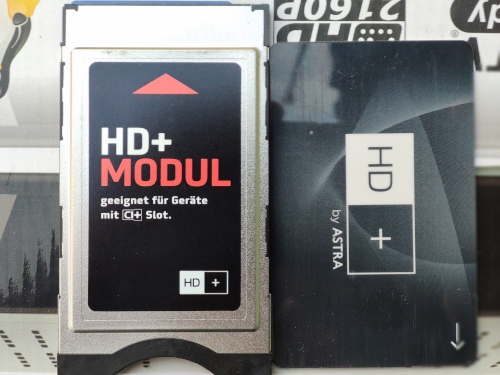 HD+
MODUL
geeignet für Geräte
mit CI+ Slot.
HD +
HD +
by ASTRA
2160P